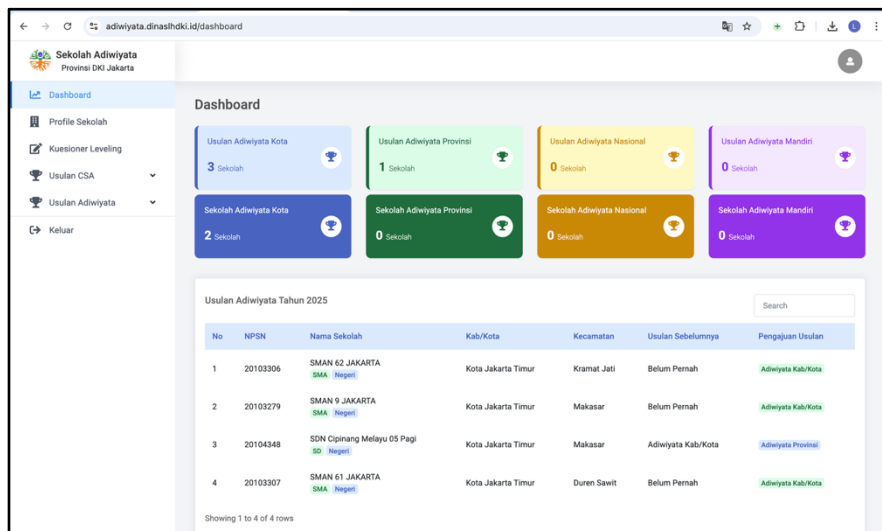 adiwiyata.dinaslhdki.id/dashboard
L
Sekolah Adiwiyata
Provinsi DKI Jakarta
Dashboard
Profile Sekolah
Kuesioner Leveling
Usulan CSA
Usulan Adiwiyata
Keluar
Dashboard
Usulan Adiwiyata Kota
3 Sekolah
Usulan Adiwiyata Provinsi
1 Sekolah
Usulan Adiwiyata Nasional
0 Sekolah
Usulan Adiwiyata Mandiri
0 Sekolah
Sekolah Adiwiyata Kota
2 Sekolah
Sekolah Adiwiyata Provinsi
0 Sekolah
Sekolah Adiwiyata Nasional
0 Sekolah
Sekolah Adiwiyata Mandiri
0 Sekolah
Usulan Adiwiyata Tahun 2025
Search
No NPSN Nama Sekolah Kab/Kota Kecamatan Usulan Sebelumnya Pengajuan Usulan
1 20103306 SMAN 62 JAKARTA Kota Jakarta Timur Kramat Jati Belum Pernah Adiwiyata Kab/Kota
SMA Negeri
2 20103279 SMAN 9 JAKARTA Kota Jakarta Timur Makasar Belum Pernah Adiwiyata Kab/Kota
SMA Negeri
3 20104348 SDN Cipinang Melayu 05 Pagi Kota Jakarta Timur Makasar Adiwiyata Kab/Kota Adiwiyata Provinsi
SD Negeri
4 20103307 SMAN 61 JAKARTA Kota Jakarta Timur Duren Sawit Belum Pernah Adiwiyata Kab/Kota
SMA Negeri
Showing 1 to 4 of 4 rows